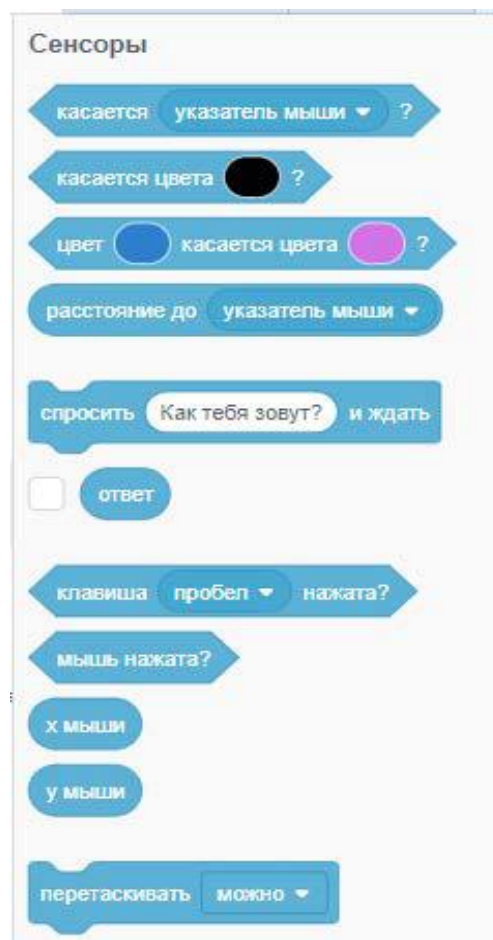 Сенсоры
касается указатель мыши ?
касается цвета ?
цвет касается цвета ?
расстояние до указатель мыши
спросить Как тебя зовут? и ждать
ответ
клавиша пробел нажата?
мышь нажата?
x мыши
y мыши
перетаскивать можно